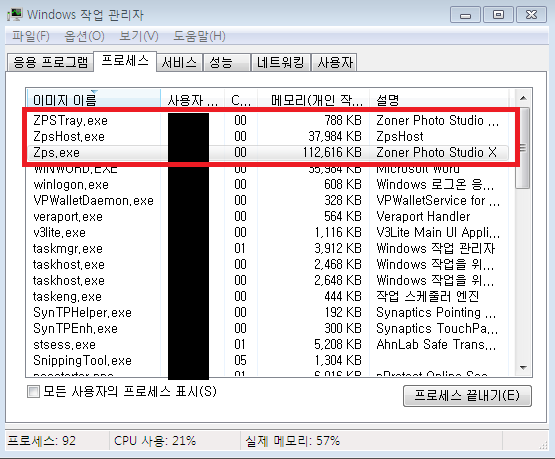 Windows 작업 관리자
파일(F) 옵션(O) 보기(V) 도움말(H)
응용 프로그램 프로세스 서비스 성능 네트워킹 사용자
이미지 이름 사용자 ... C... 메모리(개인 작... 설명
ZPSTray.exe 00 788 KB Zoner Photo Studio ...
ZpsHost.exe 00 37,984 KB ZpsHost
Zps.exe 00 112,616 KB Zoner Photo Studio X
WINWORD.EXE 00 35,984 KB Microsoft Word
winlogon.exe 00 608 KB Windows 로그온 응...
VPWalletDaemon.exe 00 328 KB VPWalletService for ...
veraport.exe 00 564 KB Veraport Handler
v3lite.exe 00 1,116 KB V3Lite Main UI Appli...
taskmgr.exe 01 3,912 KB Windows 작업 관리자
taskhost.exe 00 2,468 KB Windows 작업을 위...
taskhost.exe 00 2,648 KB Windows 작업을 위...
taskeng.exe 00 444 KB 작업 스케줄러 엔진
SynTPHelper.exe 00 192 KB Synaptics Pointing ...
SynTPEnh.exe 00 300 KB Synaptics TouchPa...
stsess.exe 01 5,940 KB AhnLab Safe Trans...
SnippingTool.exe 05 1,304 KB
모든 사용자의 프로세스 표시(S) 프로세스 끝내기(E)
프로세스: 92 CPU 사용: 21% 실제 메모리: 57%